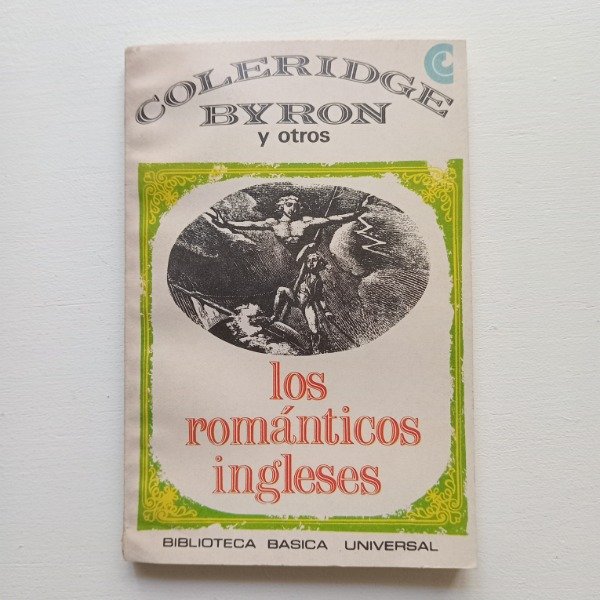 COLERIDGE
BYRON
y otros
los
románticos
ingleses
BIBLIOTECA BASICA UNIVERSAL